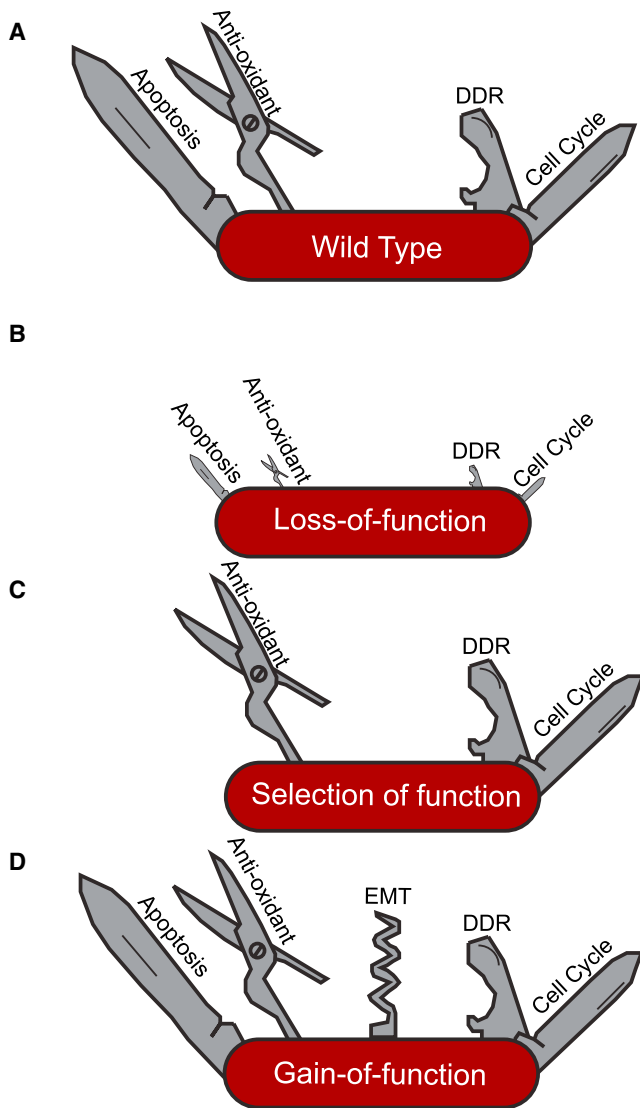 A
Apoptosis
Anti-oxidant
DDR
Cell Cycle
Wild Type
B
Apoptosis
Anti-oxidant
DDR
Cell Cycle
Loss-of-function
C
Anti-oxidant
DDR
Cell Cycle
Selection of function
D
Apoptosis
Anti-oxidant
EMT
DDR
Cell Cycle
Gain-of-function